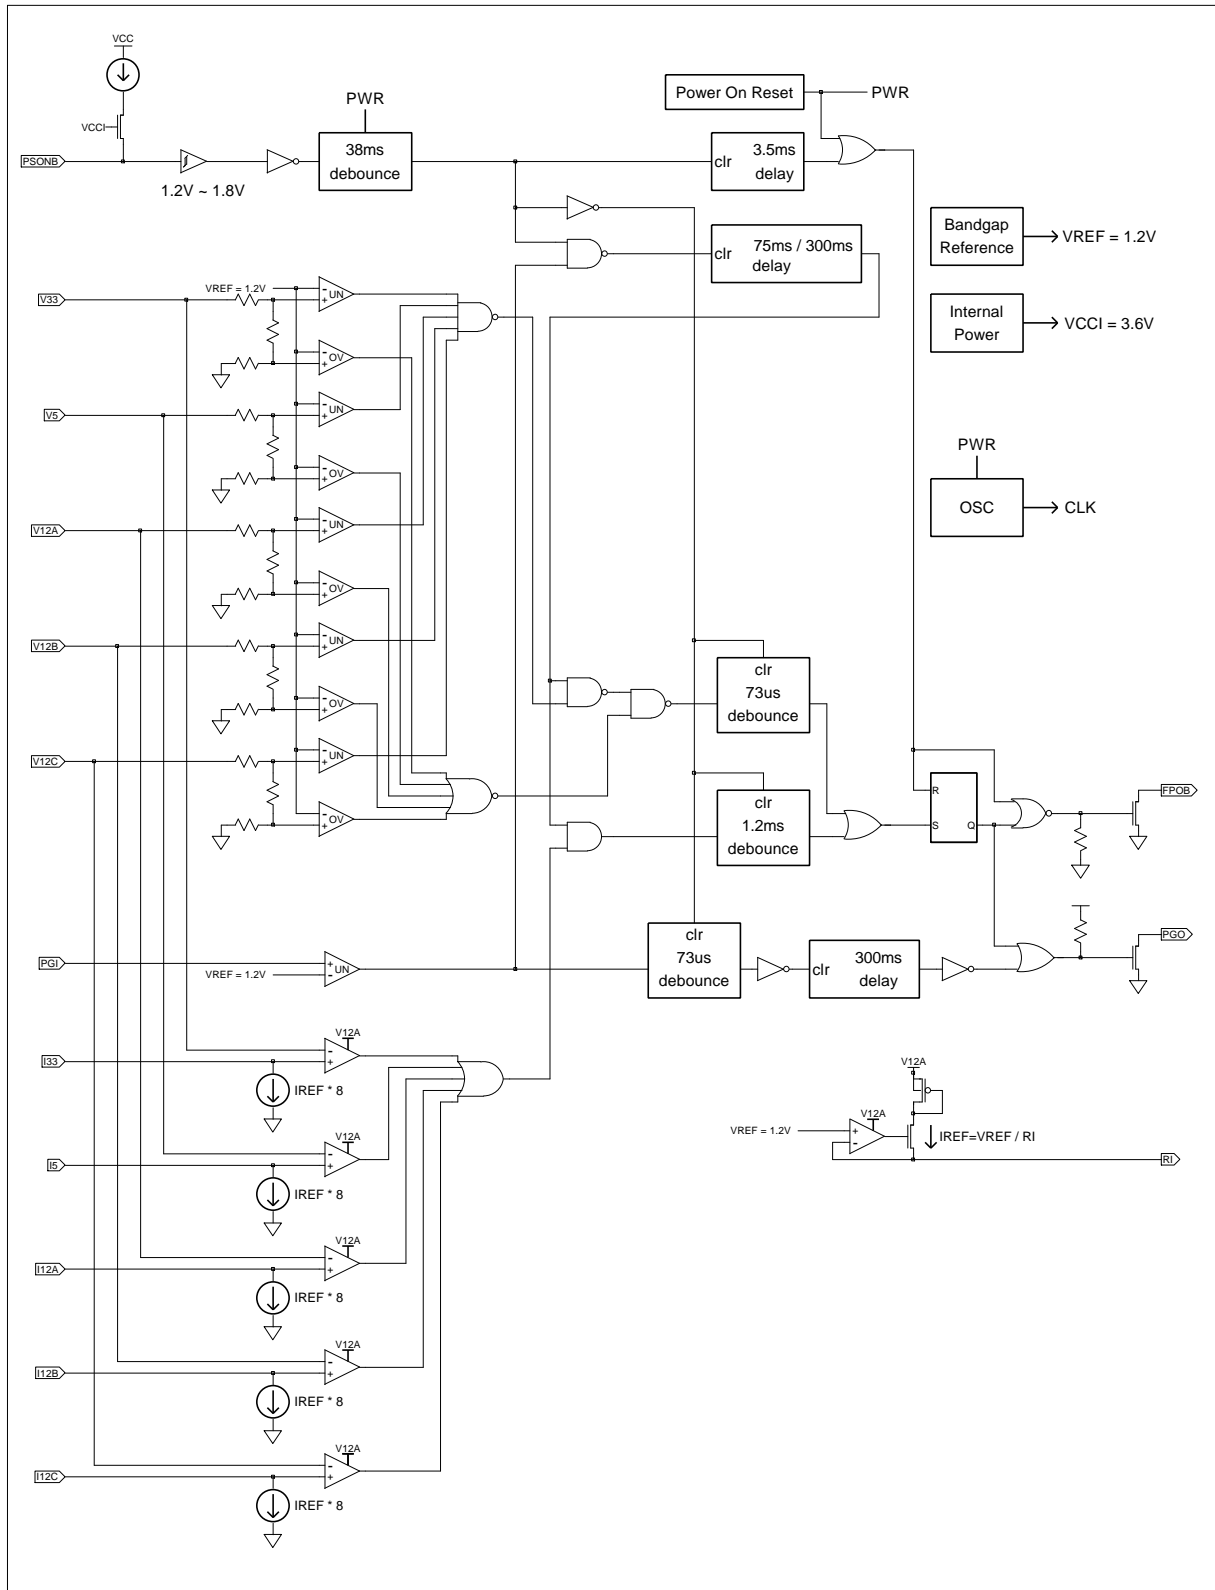 VCC
PWR
Power On Reset
PWR
VCCI
PSONB
38ms
debounce
clr
3.5ms
delay
1.2V ~ 1.8V
Bandgap
Reference
VREF = 1.2V
clr
75ms / 300ms
delay
V33
VREF = 1.2V
UN
Internal
Power
VCCI = 3.6V
OV
V5
UN
PWR
OV
OSC
CLK
V12A
UN
OV
V12B
UN
clr
73us
debounce
OV
V12C
UN
clr
1.2ms
debounce
R
S
Q
FPOB
OV
PGI
VREF = 1.2V
UN
clr
73us
debounce
clr
300ms
delay
PGO
V12A
I33
IREF * 8
V12A
V12A
VREF = 1.2V
IREF=VREF / RI
RI
V12A
I5
IREF * 8
V12A
I12A
IREF * 8
V12A
I12B
IREF * 8
V12A
I12C
IREF * 8